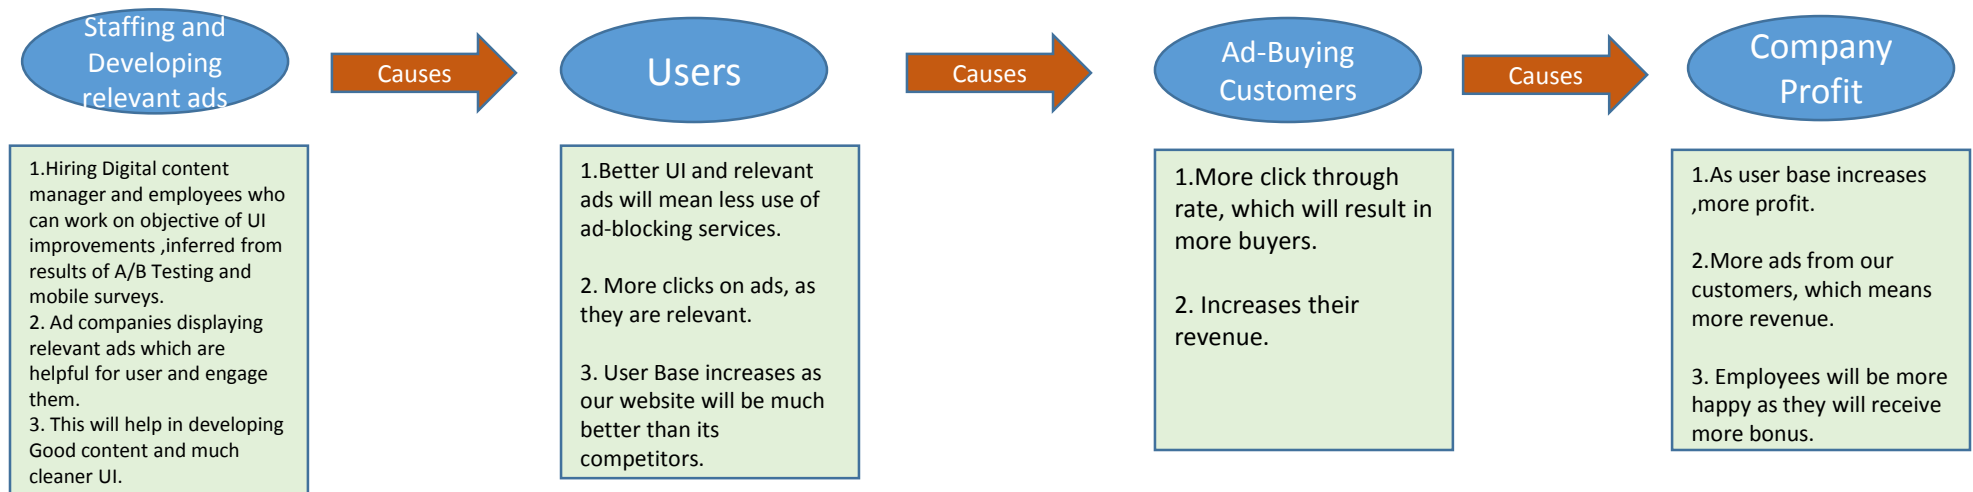 Staffing and
Developing
relevant ads
Causes
Users
Causes
Ad-Buying
Customers
Causes
Company
Profit
1.Hiring Digital content
manager and employees who
can work on objective of UI
improvements ,inferred from
results of A/B Testing and
mobile surveys.
2. Ad companies displaying
relevant ads which are
helpful for user and engage
them.
3. This will help in developing
Good content and much
cleaner UI.
1.Better UI and relevant
ads will mean less use of
ad-blocking services.
2. More clicks on ads, as
they are relevant.
3. User Base increases as
our website will be much
better than its
competitors.
1.More click through
rate, which will result in
more buyers.
2. Increases their
revenue.
1.As user base increases
,more profit.
2.More ads from our
customers, which means
more revenue.
3. Employees will be more
happy as they will receive
more bonus.